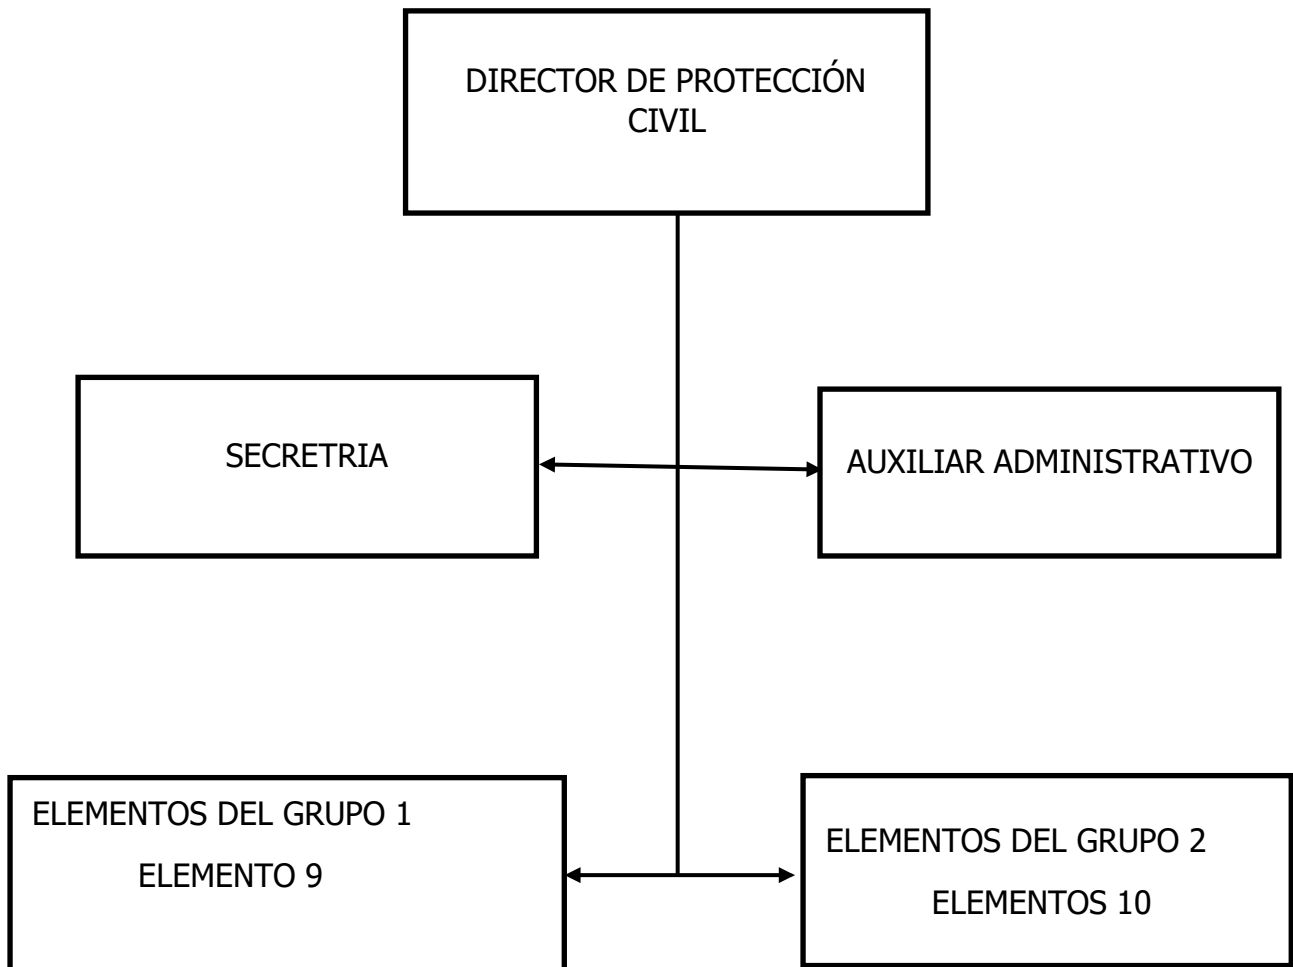 DIRECTOR DE PROTECCIÓN
CIVIL
SECRETRIA
AUXILIAR ADMINISTRATIVO
ELEMENTOS DEL GRUPO 1
ELEMENTO 9
ELEMENTOS DEL GRUPO 2
ELEMENTOS 10